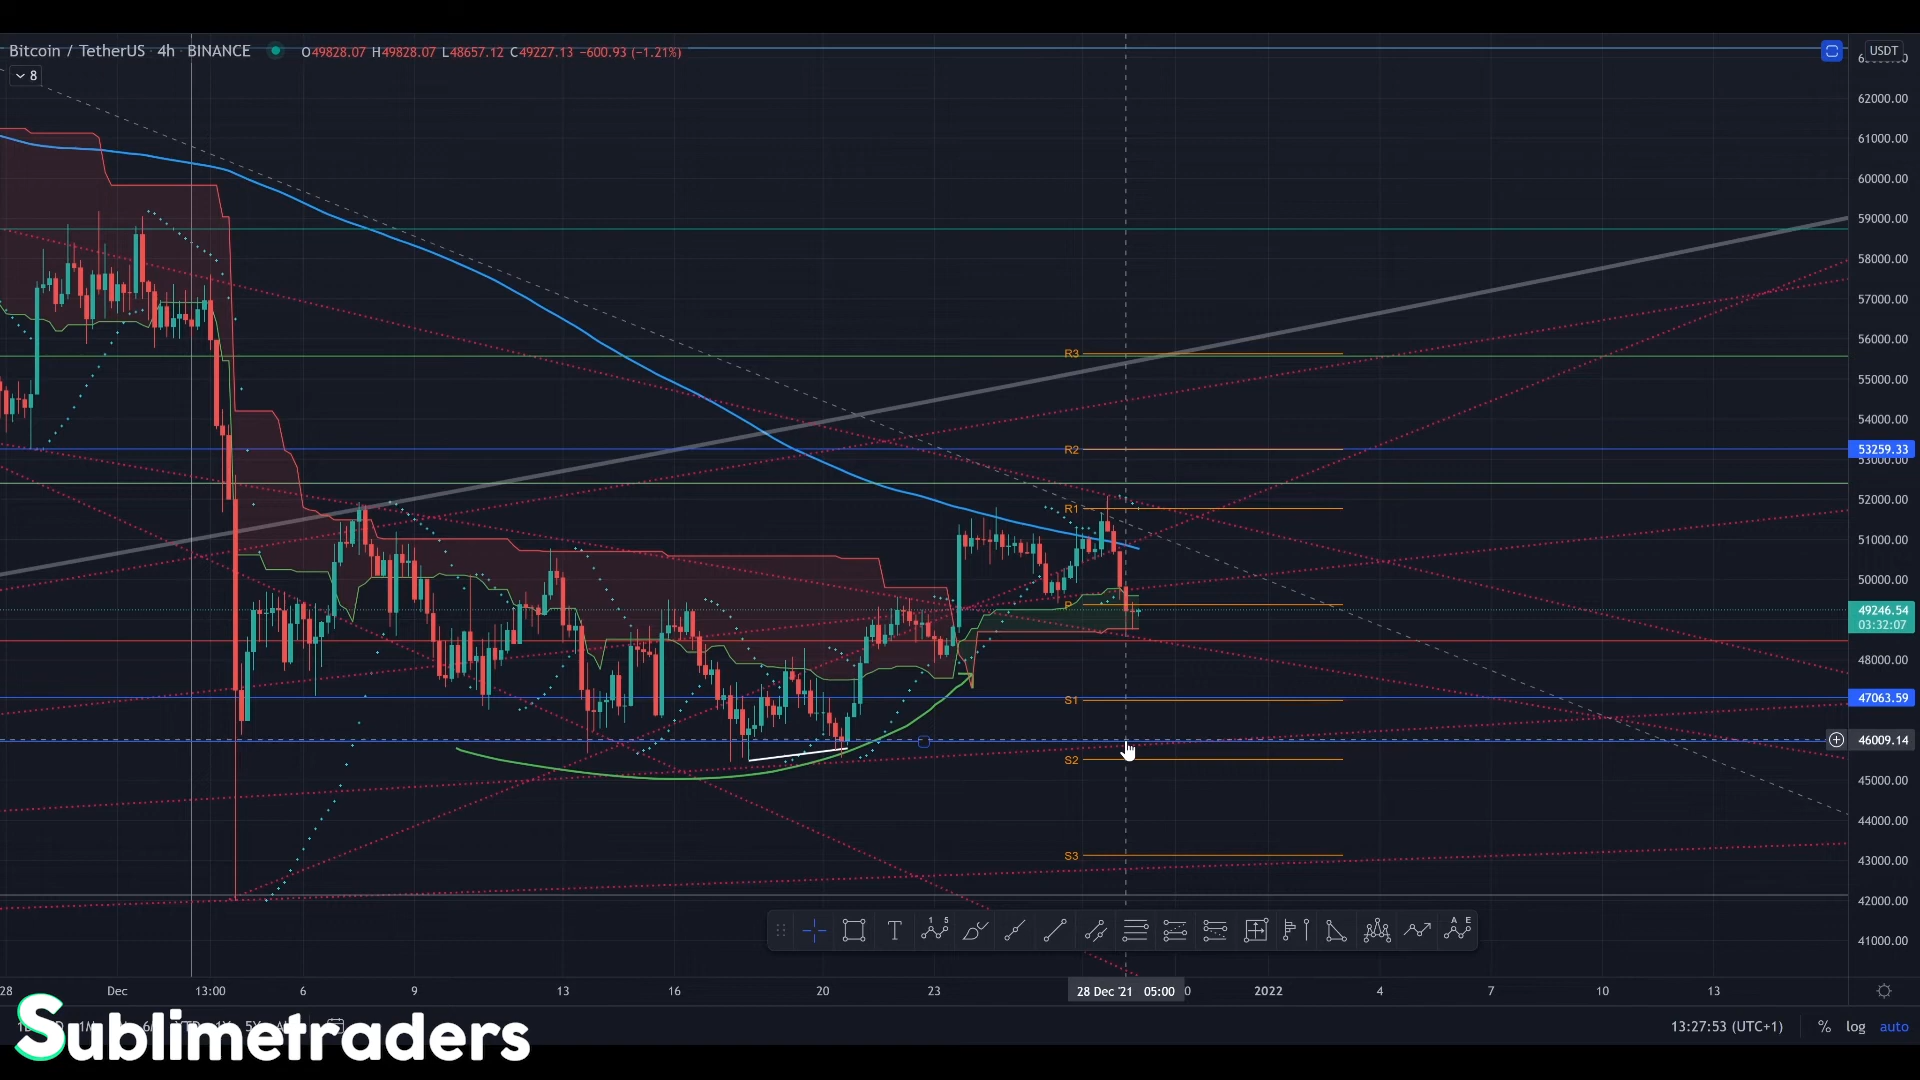 Bitcoin / TetherUS 4h BINANCE O49828.07 H49828.07 L48657.12 C49227.13 −600.93 (−1.21%)
USDT
8
62000.00
61000.00
60000.00
59000.00
58000.00
57000.00
56000.00
R3
55000.00
54000.00
R2
53259.33
53000.00
52000.00
R1
51000.00
50000.00
P
49246.54
03:32:07
48000.00
S1
47063.59
46009.14
S2
45000.00
44000.00
S3
43000.00
42000.00
1 5
A E
41000.00
28 Dec 13:00 6 9 13 16 20 23 28 Dec '21 05:00 2022 4 7 10 13
Sublimetraders
13:27:53 (UTC+1) % log auto